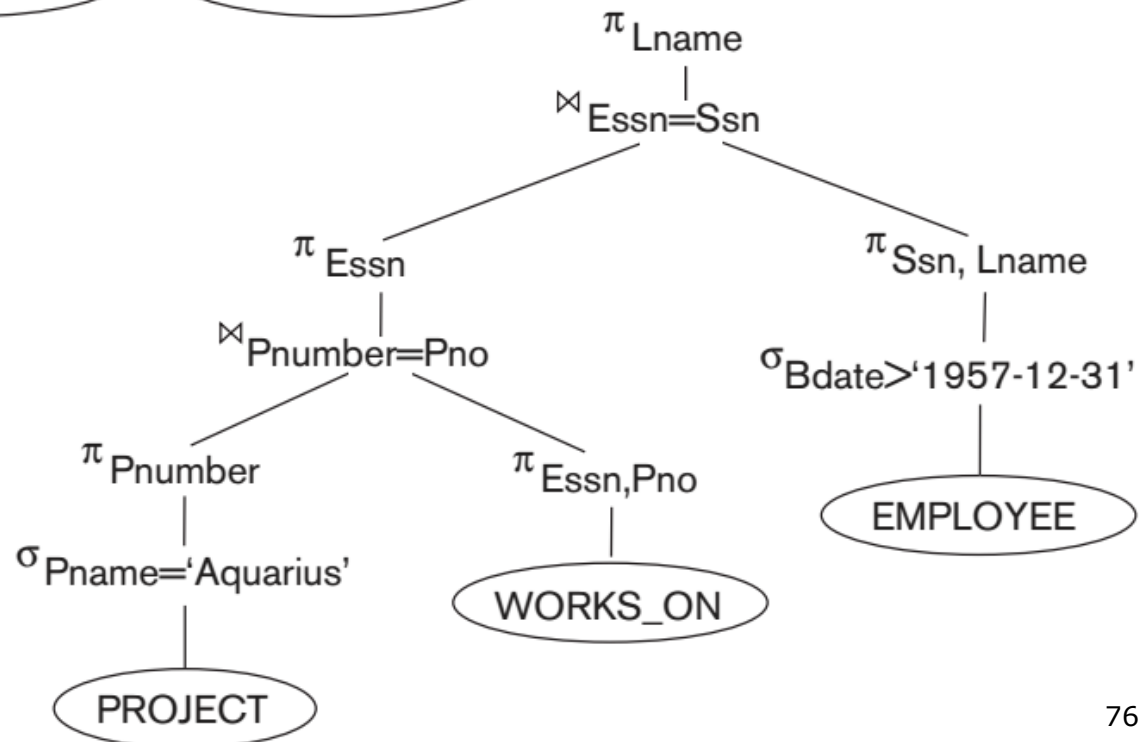 π Lname
⋈ Essn=Ssn
π Essn
π Ssn, Lname
⋈ Pnumber=Pno
σ Bdate>‘1957-12-31’
π Pnumber
π Essn,Pno
EMPLOYEE
σ Pname=‘Aquarius’
WORKS_ON
PROJECT
76